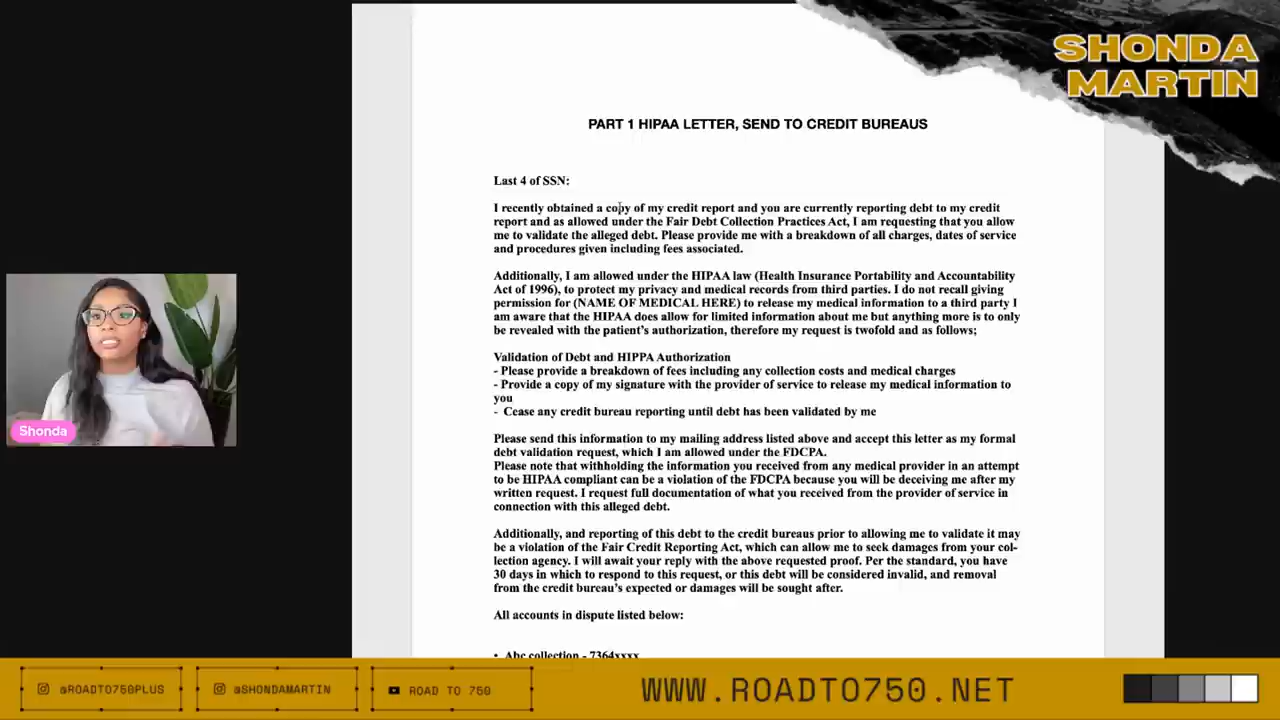 SHONDA
MARTIN
PART 1 HIPAA LETTER, SEND TO CREDIT BUREAUS
Last 4 of SSN:
I recently obtained a copy of my credit report and you are currently reporting debt to my credit
report and as allowed under the Fair Debt Collection Practices Act, I am requesting that you allow
me to validate the alleged debt. Please provide me with a breakdown of all charges, dates of service
and procedures given including fees associated.
Additionally, I am allowed under the HIPAA law (Health Insurance Portability and Accountability
Act of 1996), to protect my privacy and medical records from third parties. I do not recall giving
permission for (NAME OF MEDICAL HERE) to release my medical information to a third party I
am aware that the HIPAA does allow for limited information about me but anything more is to only
be revealed with the patient's authorization, therefore my request is twofold and as follows;
Validation of Debt and HIPPA Authorization
- Please provide a breakdown of fees including any collection costs and medical charges
- Provide a copy of my signature with the provider of service to release my medical information to
you
- Cease any credit bureau reporting until debt has been validated by me
Please send this information to my mailing address listed above and accept this letter as my formal
debt validation request, which I am allowed under the FDCPA.
Please note that withholding the information you received from any medical provider in an attempt
to be HIPAA compliant can be a violation of the FDCPA because you will be deceiving me after my
written request. I request full documentation of what you received from the provider of service in
connection with this alleged debt.
Additionally, and reporting of this debt to the credit bureaus prior to allowing me to validate it may
be a violation of the Fair Credit Reporting Act, which can allow me to seek damages from your col-
lection agency. I will await your reply with the above requested proof. Per the standard, you have
30 days in which to respond to this request, or this debt will be considered invalid, and removal
from the credit bureau's expected or damages will be sought after.
All accounts in dispute listed below:
• Abc collection - 7364xxxx
Shonda
@ROADTO750PLUS
@SHONDAMARTIN
ROAD TO 750
WWW.ROADTO750.NET